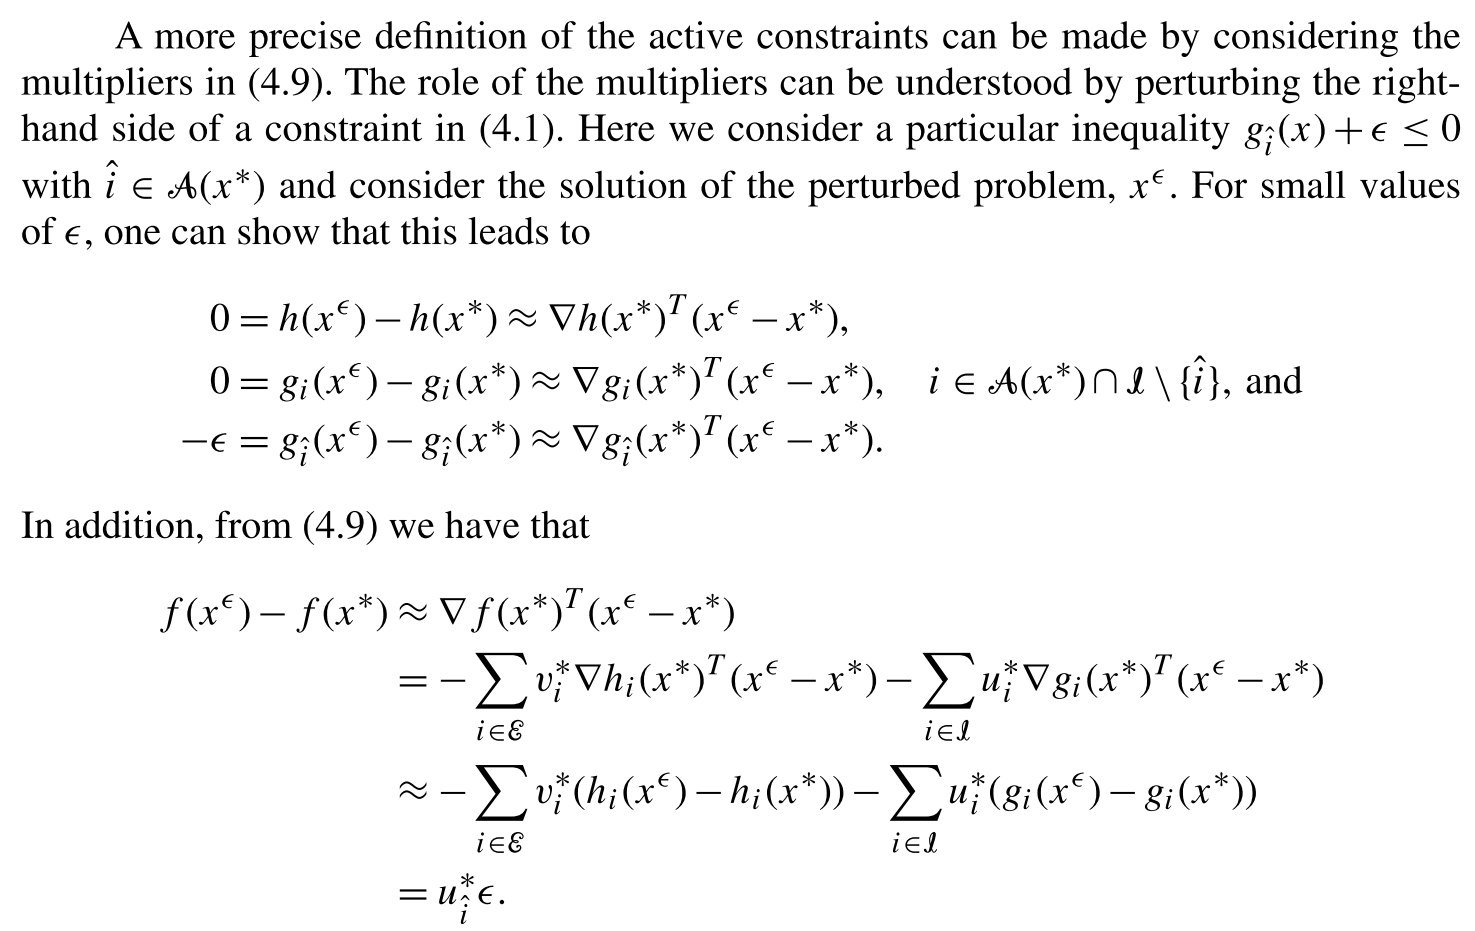 A more precise definition of the active constraints can be made by considering the
multipliers in (4.9). The role of the multipliers can be understood by perturbing the right-
hand side of a constraint in (4.1). Here we consider a particular inequality $g_{\hat{i}}(x) + \epsilon \leq 0$
with $\hat{i} \in \mathcal{A}(x^*)$ and consider the solution of the perturbed problem, $x^\epsilon$. For small values
of $\epsilon$, one can show that this leads to
$0 = h(x^\epsilon) - h(x^*) \approx \nabla h(x^*)^T (x^\epsilon - x^*),$
$0 = g_i(x^\epsilon) - g_i(x^*) \approx \nabla g_i(x^*)^T (x^\epsilon - x^*), \quad i \in \mathcal{A}(x^*) \cap \mathcal{I} \setminus \{\hat{i}\}$, and
$-\epsilon = g_{\hat{i}}(x^\epsilon) - g_{\hat{i}}(x^*) \approx \nabla g_{\hat{i}}(x^*)^T (x^\epsilon - x^*).$
In addition, from (4.9) we have that
$f(x^\epsilon) - f(x^*) \approx \nabla f(x^*)^T (x^\epsilon - x^*)$
$= -\sum_{i \in \mathcal{E}} v_i^* \nabla h_i(x^*)^T (x^\epsilon - x^*) - \sum_{i \in \mathcal{I}} u_i^* \nabla g_i(x^*)^T (x^\epsilon - x^*)$
$\approx -\sum_{i \in \mathcal{E}} v_i^* (h_i(x^\epsilon) - h_i(x^*)) - \sum_{i \in \mathcal{I}} u_i^* (g_i(x^\epsilon) - g_i(x^*))$
$= u_{\hat{i}}^* \epsilon.$